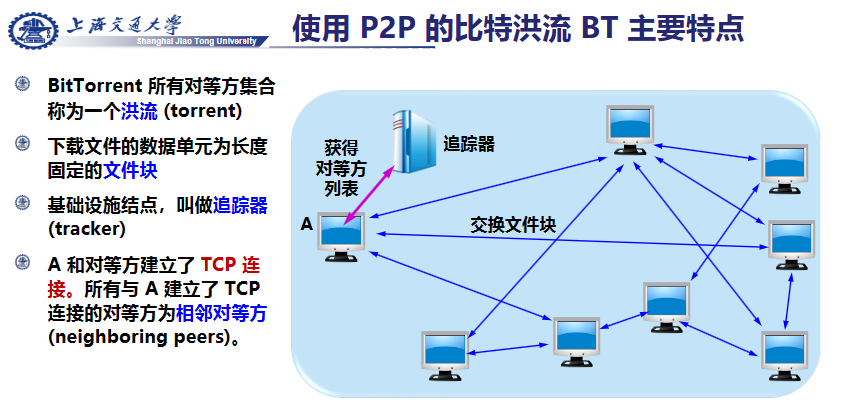 上海交通大学
Shanghai Jiao Tong University
使用 P2P 的比特洪流 BT 主要特点
BitTorrent 所有对等方集合
称为一个洪流 (torrent)
下载文件的数据单元为长度
固定的文件块
基础设施结点，叫做追踪器
(tracker)
A 和对等方建立了 TCP 连
接。所有与 A 建立了 TCP
连接的对等方为相邻对等方
(neighboring peers)。
获得
对等方
列表
追踪器
A
交换文件块